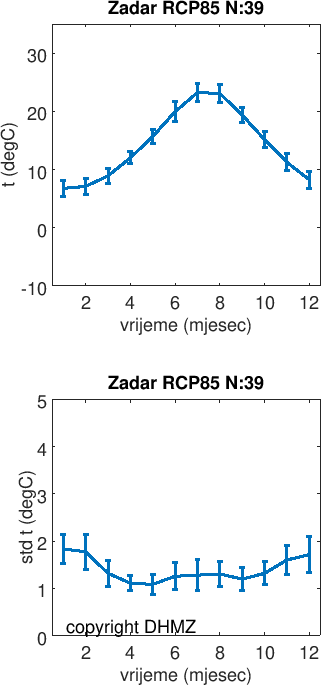 Zadar RCP85 N:39
30
20
10
0
-10
t (degC)
2 4 6 8 10 12
vrijeme (mjesec)
Zadar RCP85 N:39
5
4
3
2
1
0
std t (degC)
copyright DHMZ
2 4 6 8 10 12
vrijeme (mjesec)